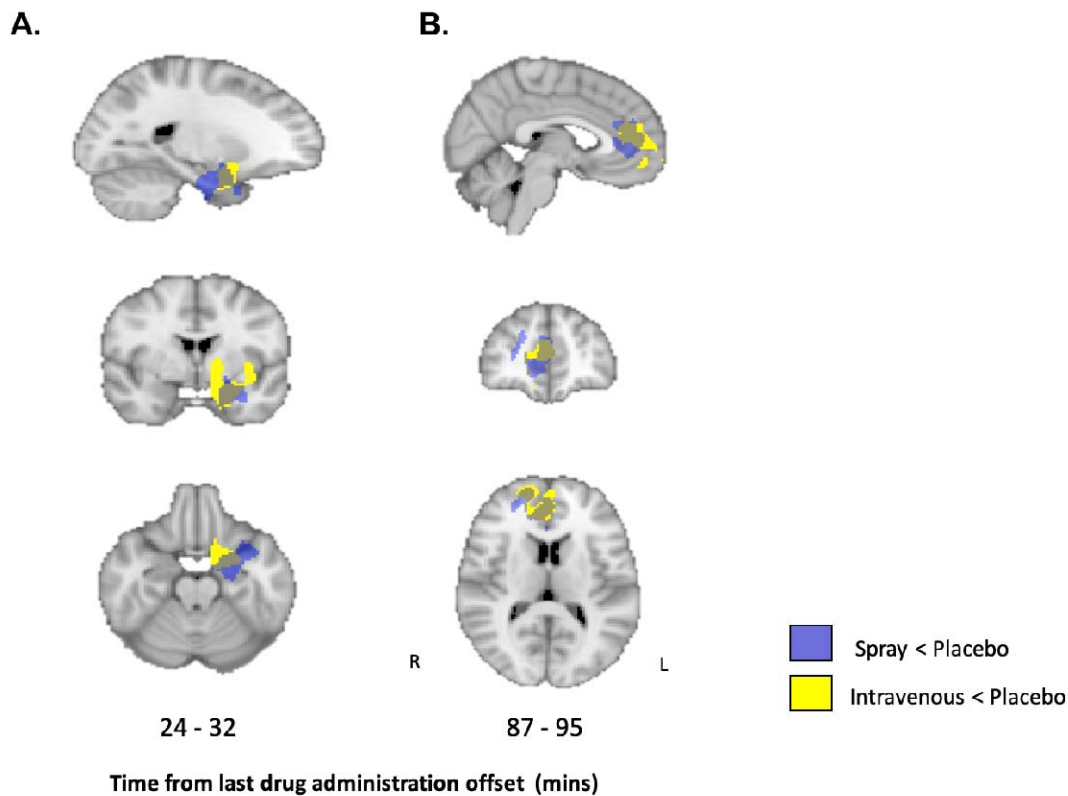 A.
B.
R
L
Spray < Placebo
Intravenous < Placebo
24 - 32
87 - 95
Time from last drug administration offset (mins)